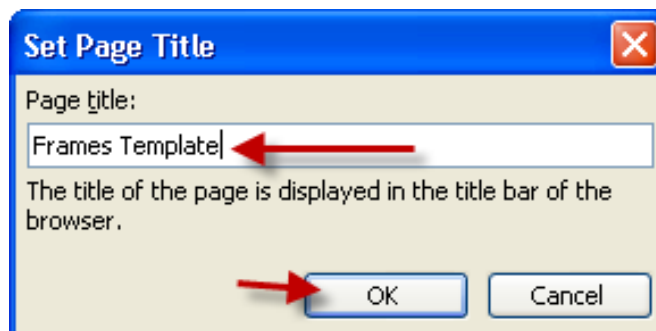 Set Page Title
Page title:
Frames Template
The title of the page is displayed in the title bar of the
browser.
OK Cancel